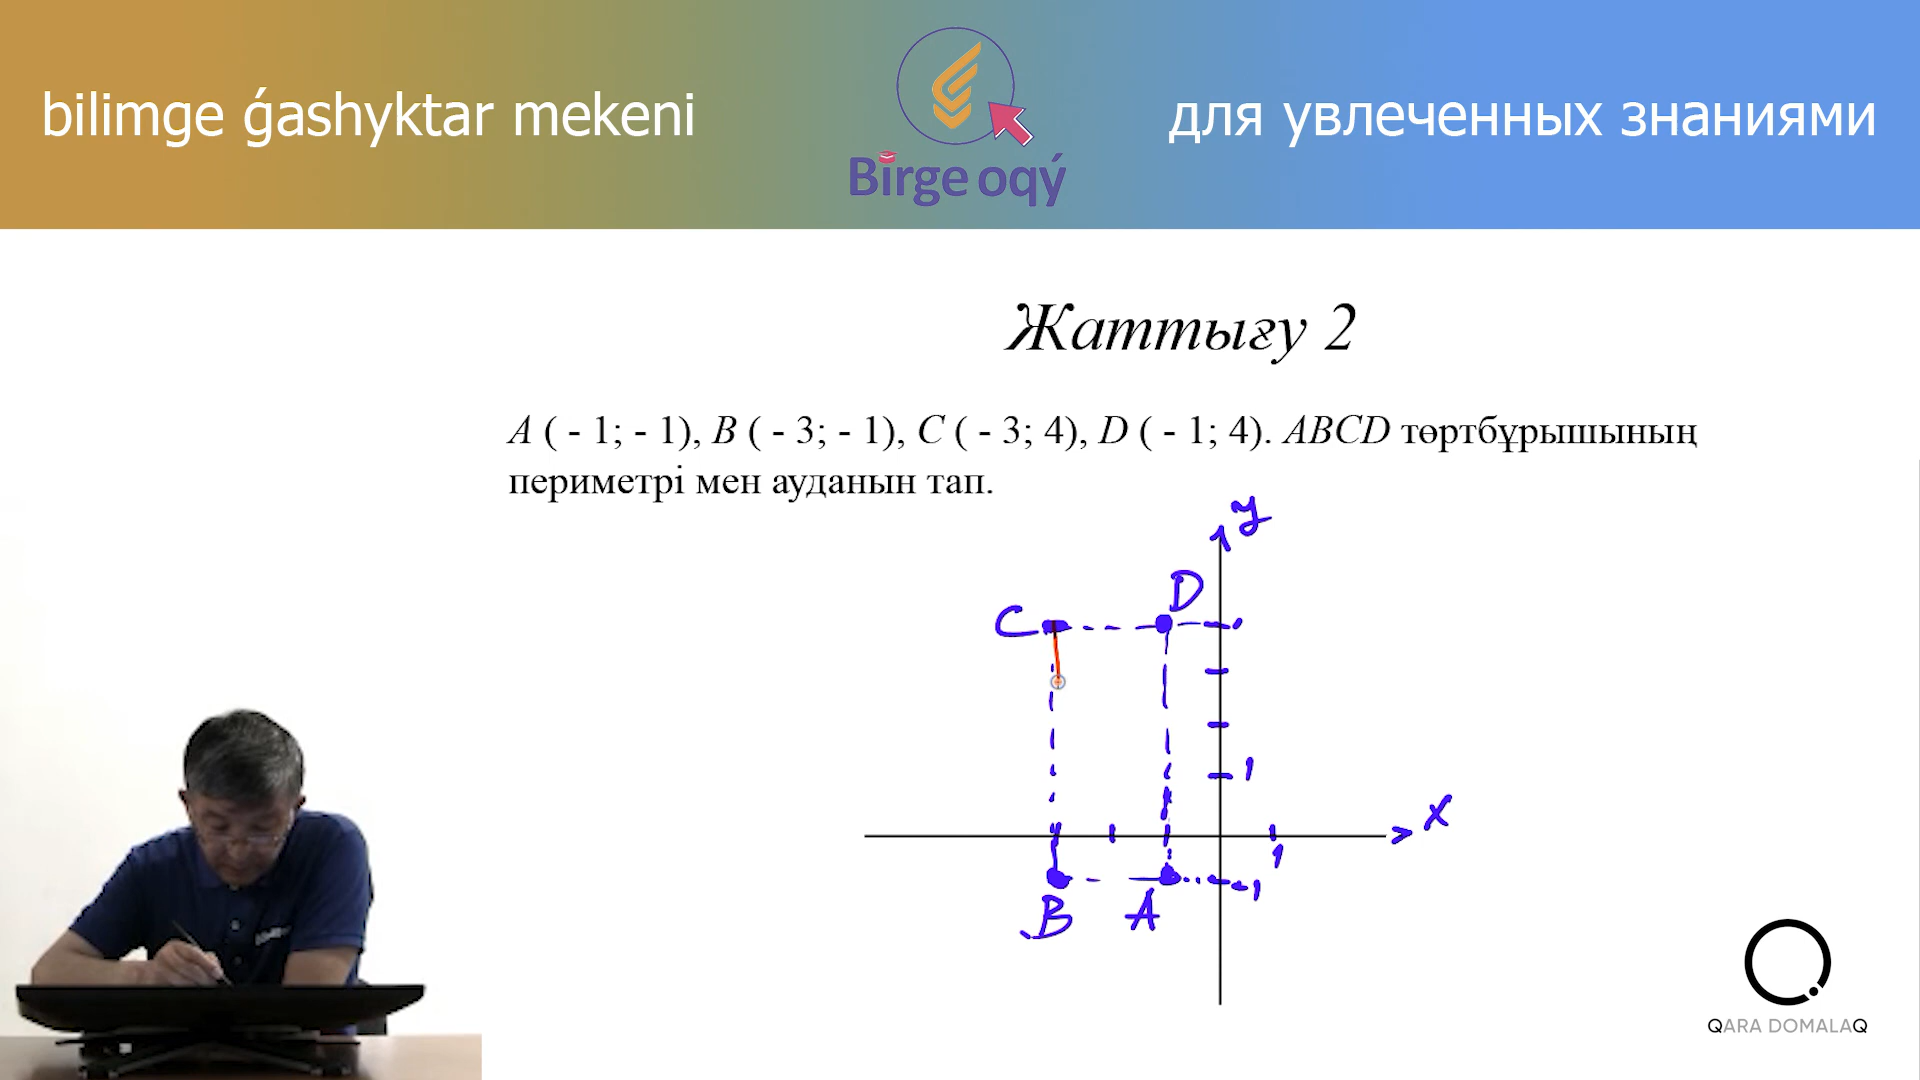 bilimge ǵashyktar mekeni
Birge oqý
для увлеченных знаниями
Жаттығу 2
A ( - 1; - 1), B ( - 3; - 1), C ( - 3; 4), D ( - 1; 4). ABCD төртбұрышының
периметрі мен ауданын тап.
y
D
C
1
x
1
-1
B A
QARA DOMALAQ